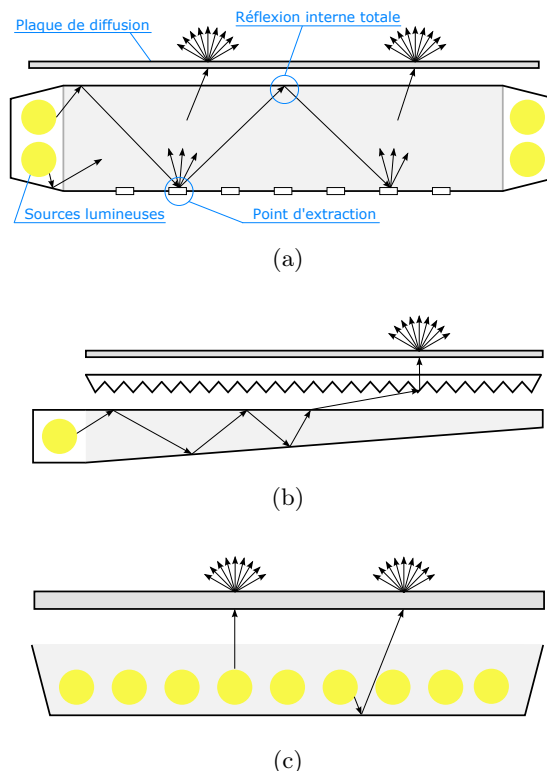 Plaque de diffusion
Réflexion interne totale
Sources lumineuses
Point d'extraction
(a)
(b)
(c)